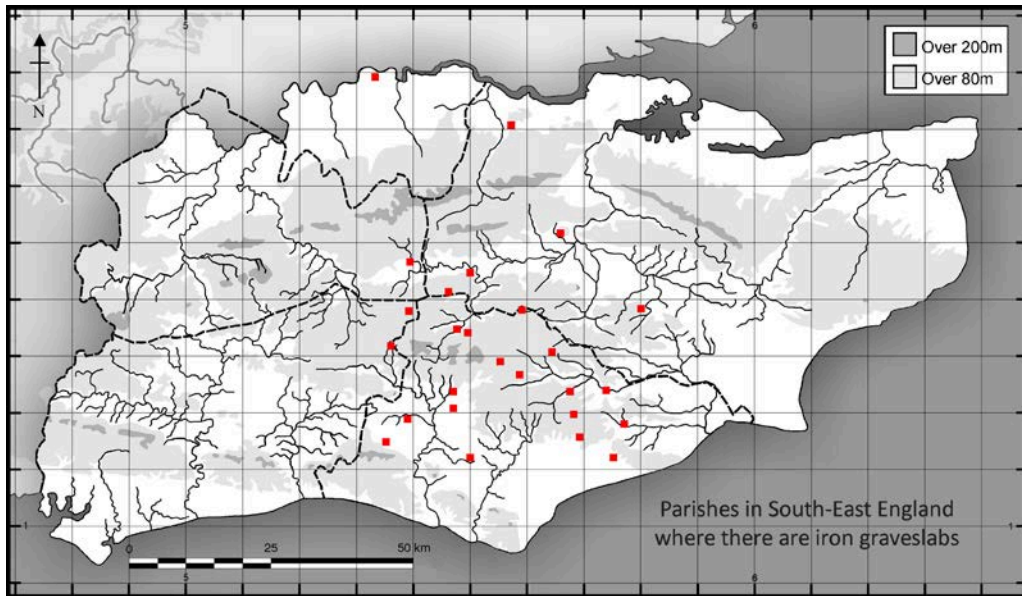 5
6
N
Over 200m
Over 80m
1
1
Parishes in South-East England
where there are iron graveslabs
0
25
50 km
5
6